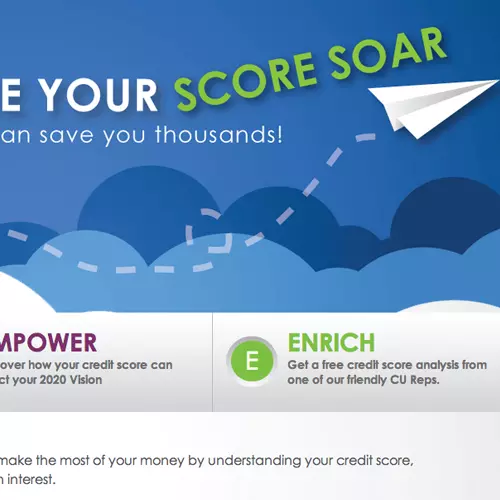 E YOUR SCORE SOAR
an save you thousands!
MPOWER
over how your credit score can
ct your 2020 Vision
E
ENRICH
Get a free credit score analysis from
one of our friendly CU Reps.
make the most of your money by understanding your credit score,
n interest.